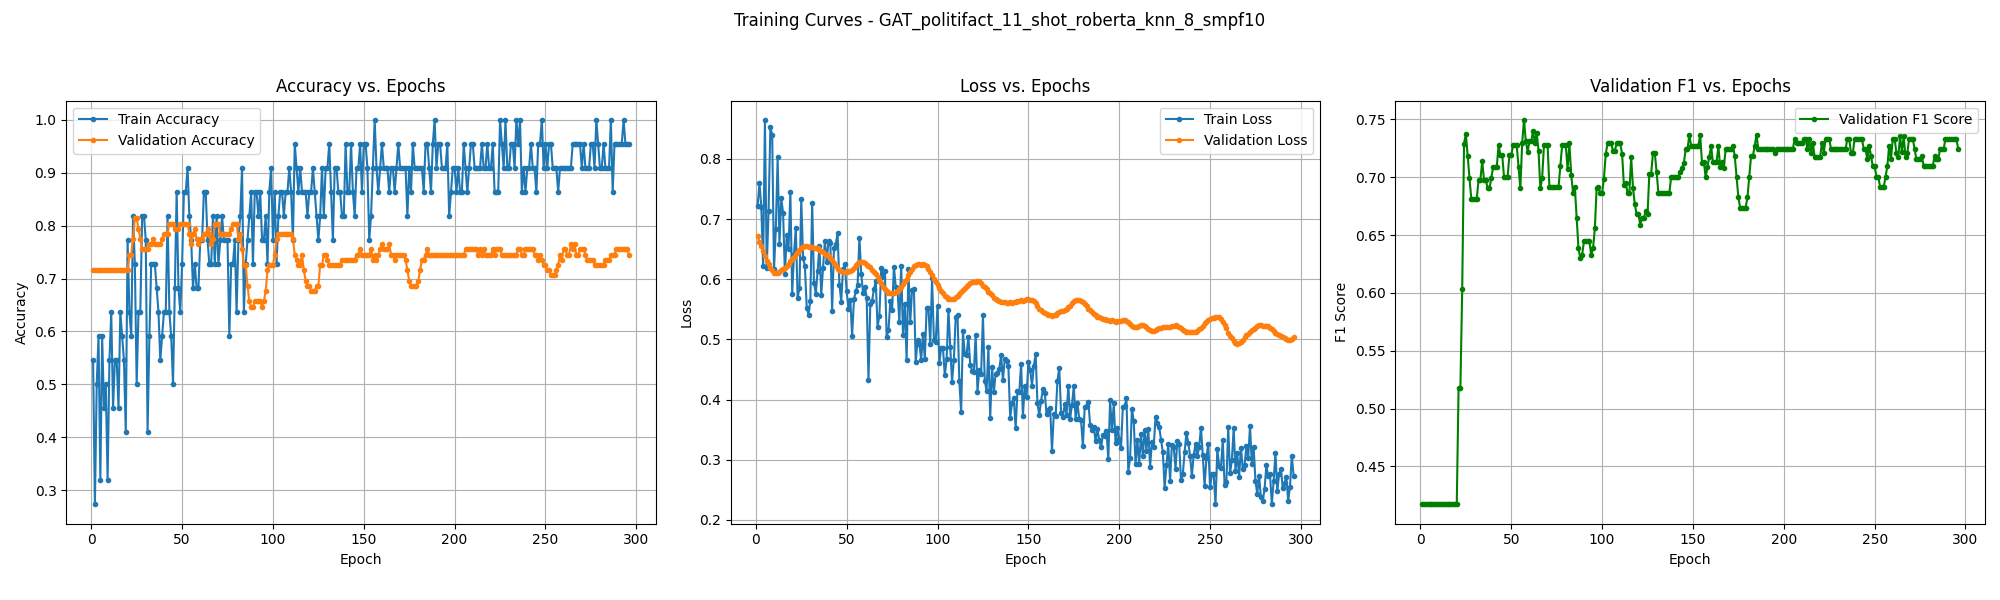 Training Curves - GAT_politifact_11_shot_roberta_knn_8_smpf10
Accuracy vs. Epochs
Train Accuracy
Validation Accuracy
1.0
0.9
0.8
0.7
0.6
0.5
0.4
0.3
Accuracy
0 50 100 150 200 250 300
Epoch
Loss vs. Epochs
Train Loss
Validation Loss
0.8
0.7
0.6
0.5
0.4
0.3
0.2
Loss
0 50 100 150 200 250 300
Epoch
Validation F1 vs. Epochs
Validation F1 Score
0.75
0.70
0.65
0.60
0.55
0.50
0.45
F1 Score
0 50 100 150 200 250 300
Epoch